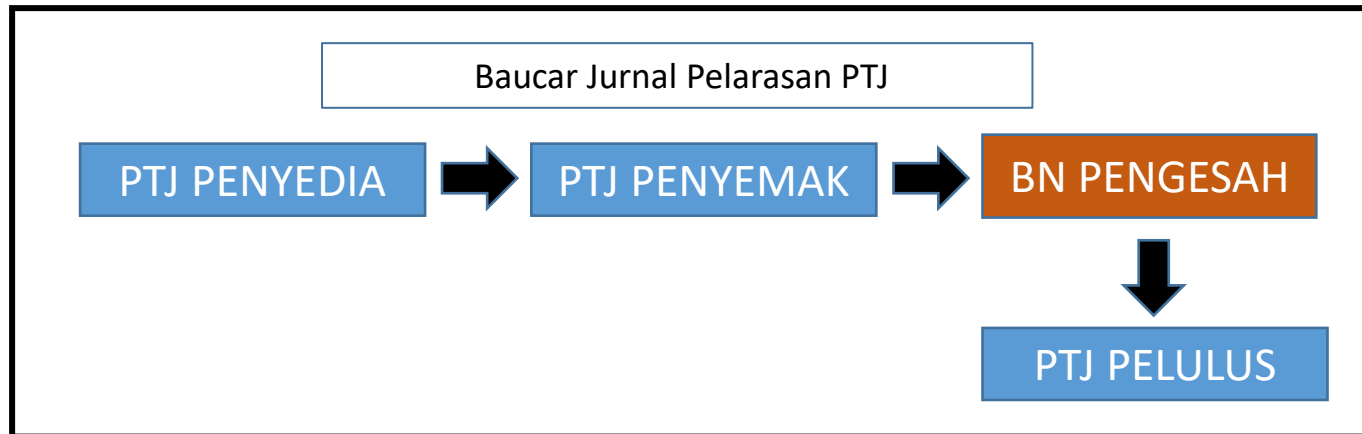 Baucar Jurnal Pelarasan PTJ
PTJ PENYEDIA
PTJ PENYEMAK
BN PENGESAH
PTJ PELULUS